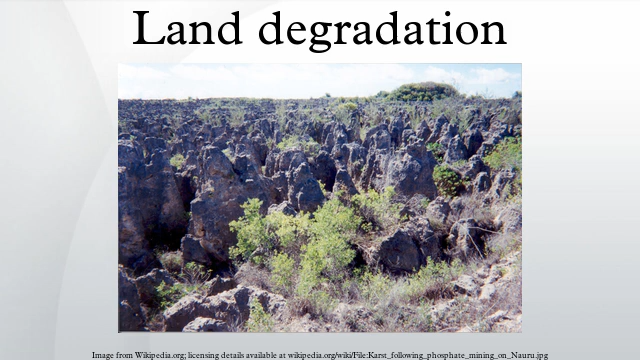 Land degradation
Image from Wikipedia.org; licensing details available at wikipedia.org/wiki/File:Karst_following_phosphate_mining_on_Nauru.jpg